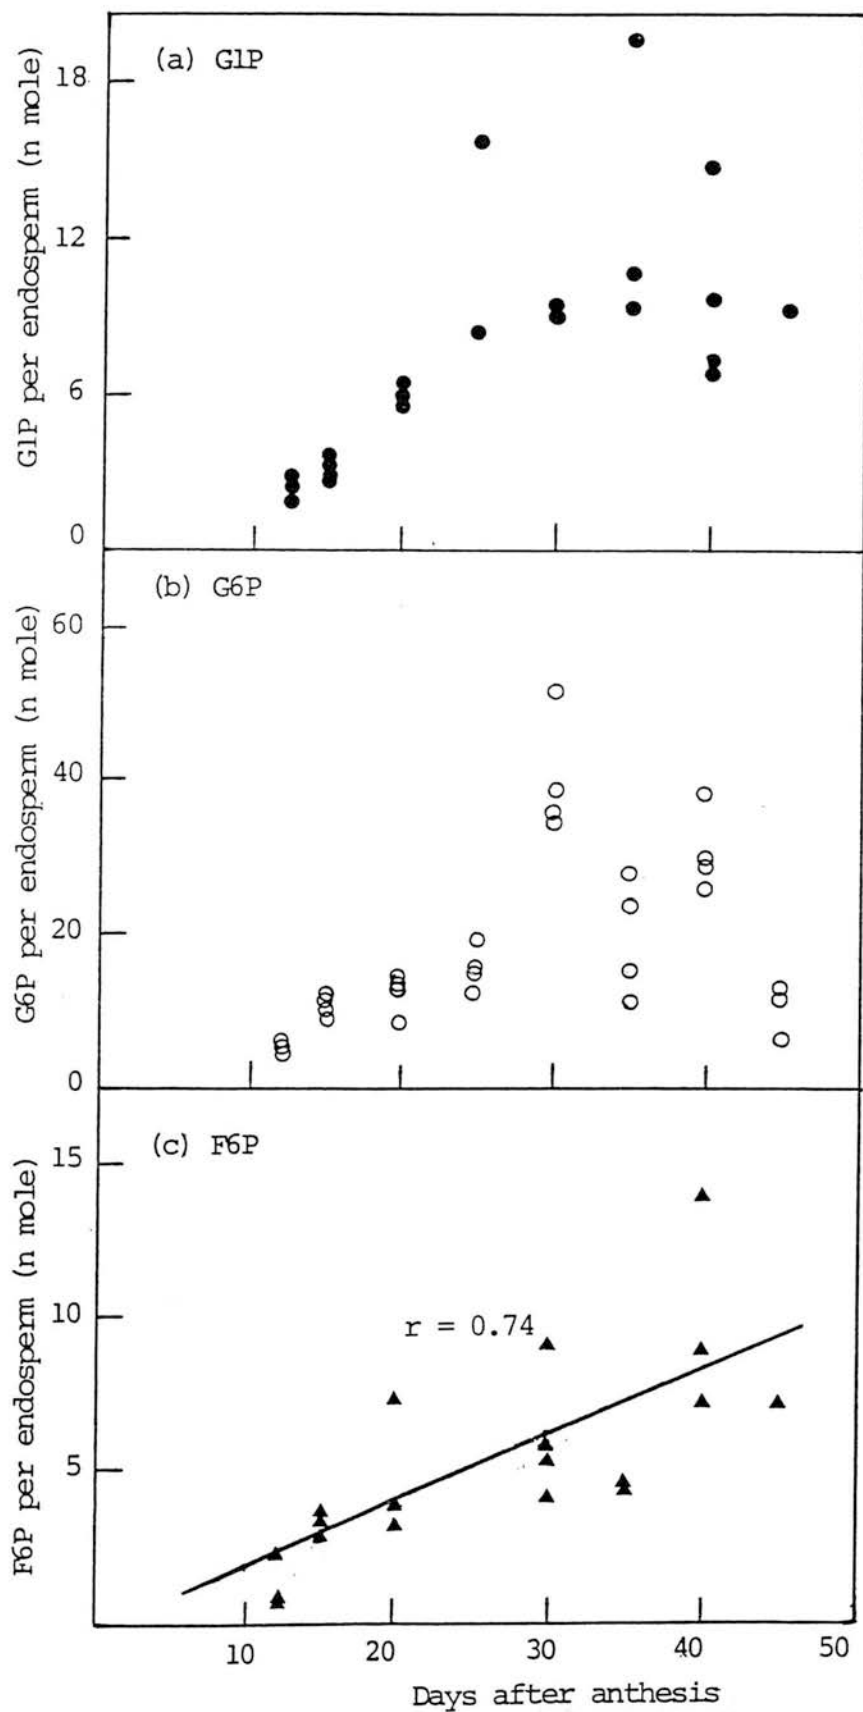 (a) G1P
G1P per endosperm (n mole)
18
12
6
0
(b) G6P
G6P per endosperm (n mole)
60
40
20
0
(c) F6P
F6P per endosperm (n mole)
15
10
5
r = 0.74
10 20 30 40 50
Days after anthesis